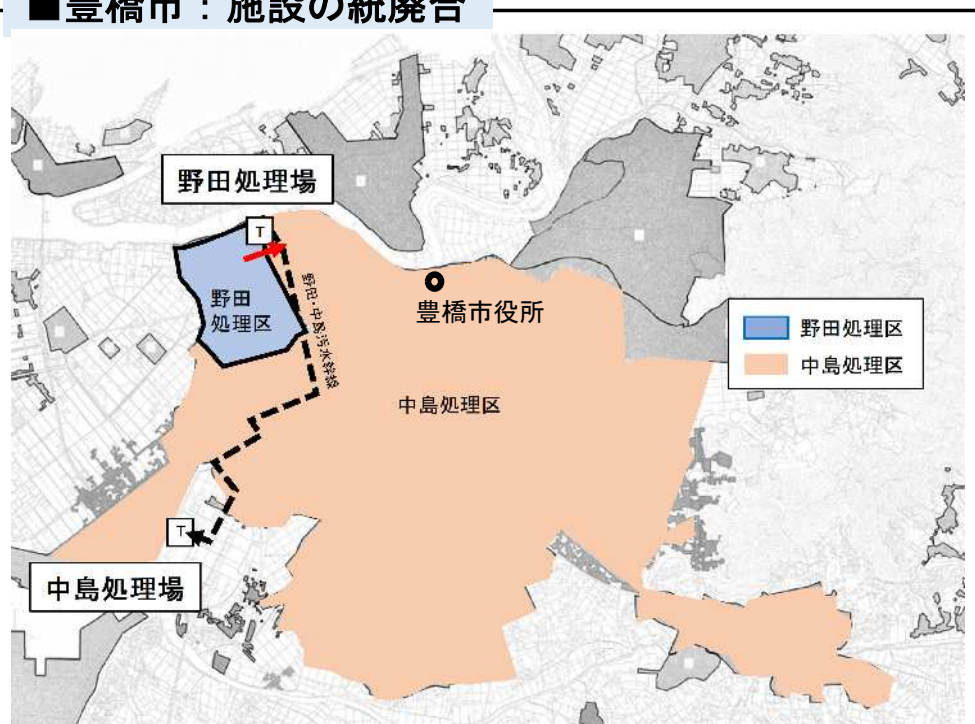 ■豊橋市:施設の統廃合
野田処理場
T
野田
処理区
野田・中島汚水幹線
豊橋市役所
野田処理区
中島処理区
中島処理区
T
中島処理場